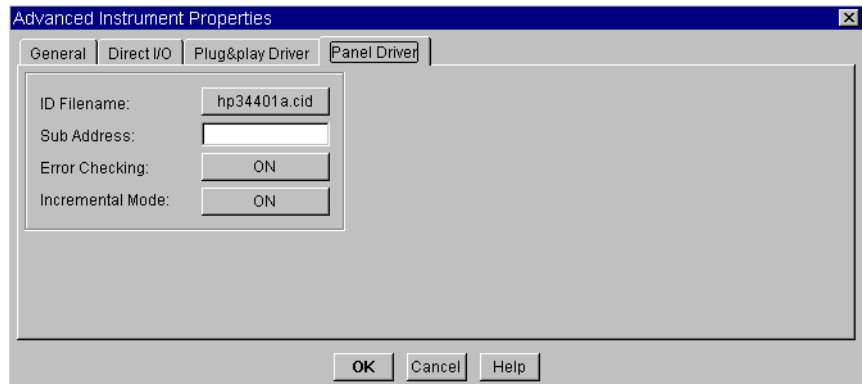 Advanced Instrument Properties
General Direct I/O Plug&play Driver Panel Driver
ID Filename: hp34401a.cid
Sub Address:
Error Checking: ON
Incremental Mode: ON
OK Cancel Help